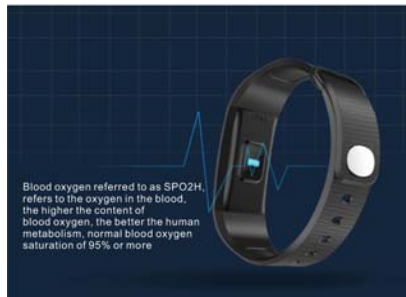 Blood oxygen referred to as SPO2H,
refers to the oxygen in the blood,
the higher the content of
blood oxygen, the better the human
metabolism, normal blood oxygen
saturation of 95% or more